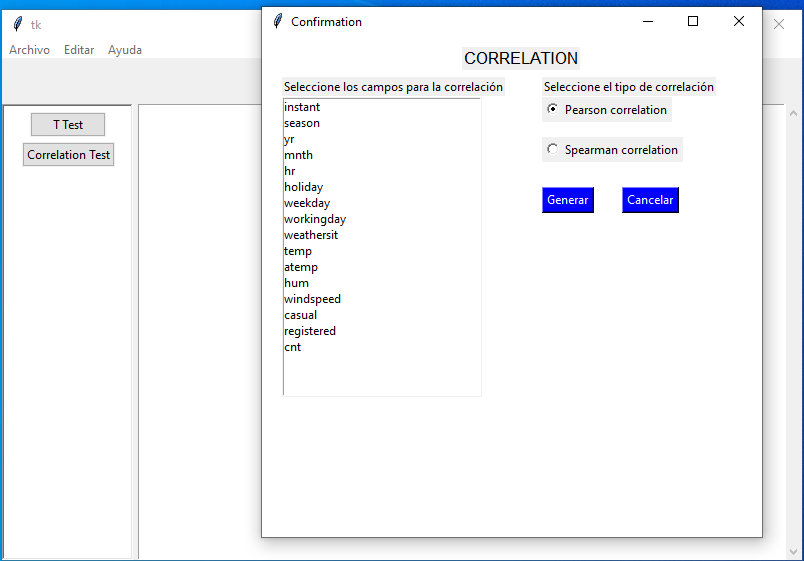 tk
Archivo Editar Ayuda
T Test
Correlation Test
Confirmation
CORRELATION
Seleccione los campos para la correlación
instant
season
yr
mnth
hr
holiday
weekday
workingday
weathersit
temp
atemp
hum
windspeed
casual
registered
cnt
Seleccione el tipo de correlación
Pearson correlation
Spearman correlation
Generar Cancelar